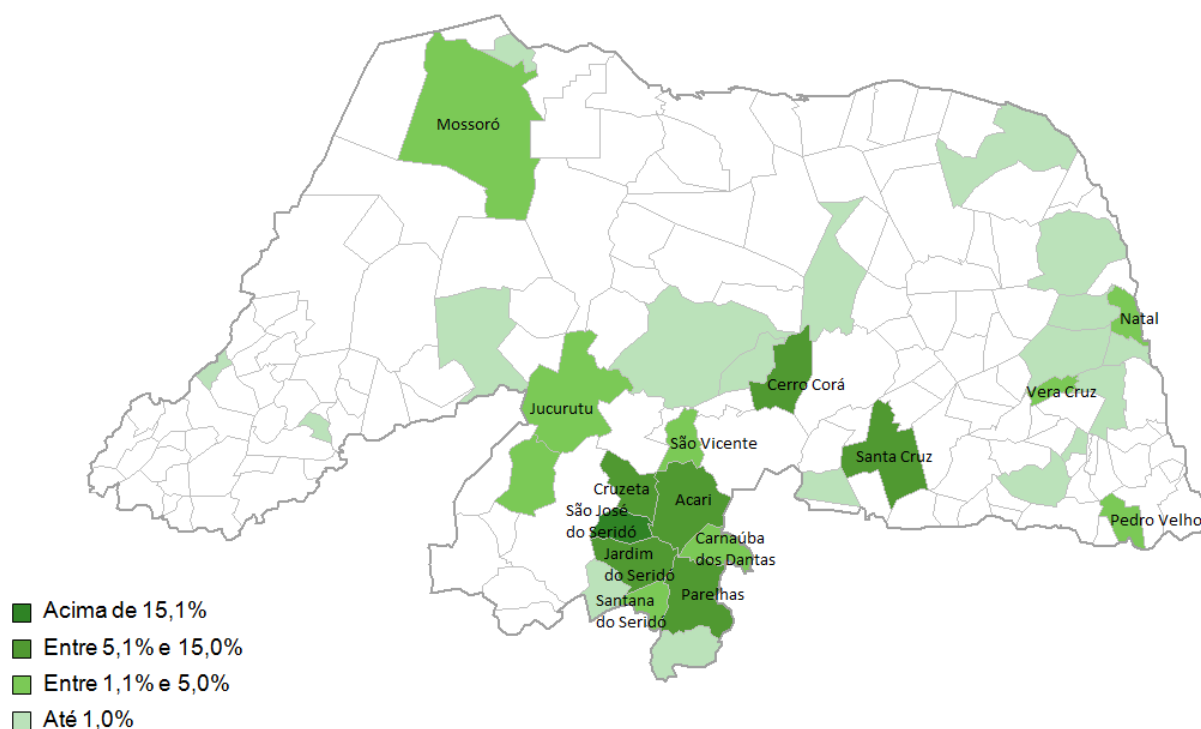 Mossoró
Natal
Cerro Corá
Vera Cruz
Jucurutu
São Vicente
Santa Cruz
Cruzeta
Acari
São José
do Seridó
Pedro Velho
Carnaúba
dos Dantas
Jardim
do Seridó
Parelhas
Santana
do Seridó
Acima de 15,1%
Entre 5,1% e 15,0%
Entre 1,1% e 5,0%
Até 1,0%